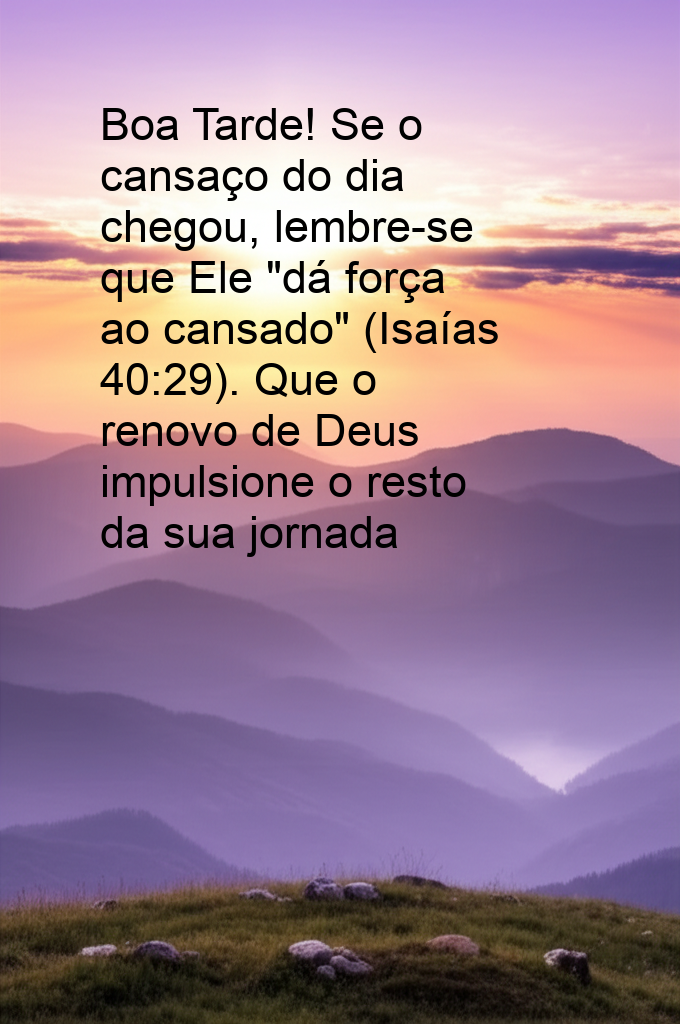 Boa Tarde! Se o
cansaço do dia
chegou, lembre-se
que Ele "dá força
ao cansado" (Isaías
40:29). Que o
renovo de Deus
impulsione o resto
da sua jornada